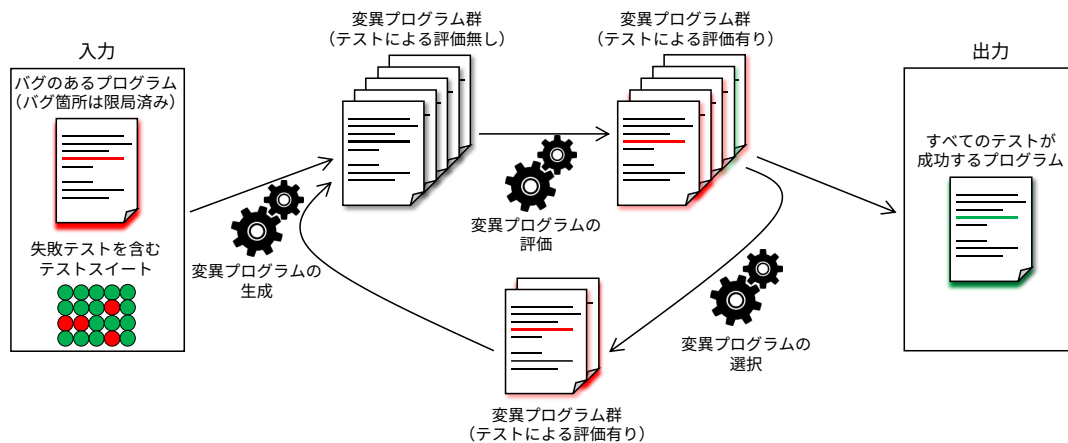 入力
バグのあるプログラム
（バグ箇所は限局済み）
失敗テストを含む
テストスイート
変異プログラムの
生成
変異プログラム群
（テストによる評価無し）
変異プログラムの
評価
変異プログラム群
（テストによる評価有り）
変異プログラムの
選択
変異プログラム群
（テストによる評価有り）
出力
すべてのテストが
成功するプログラム